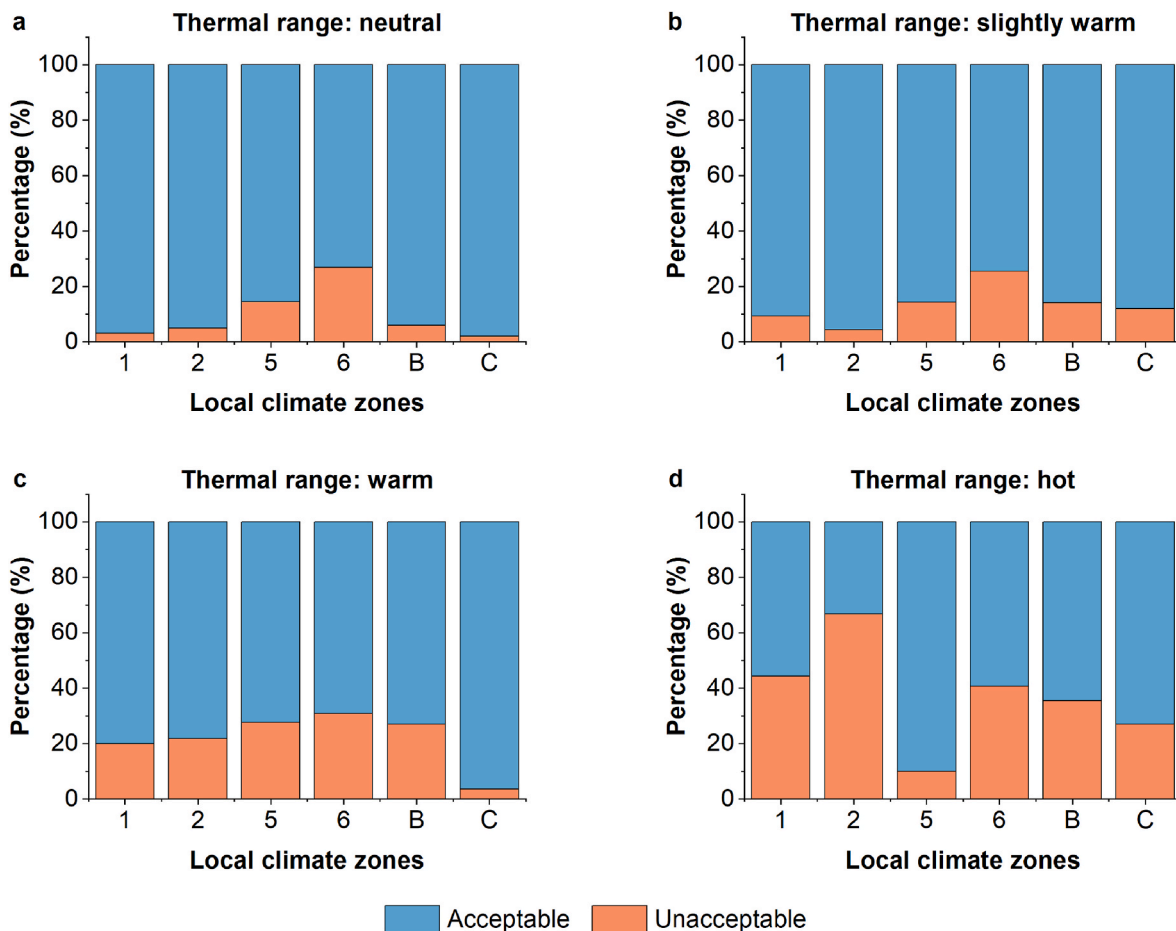 a
Thermal range: neutral
100
80
60
40
20
0
Percentage (%)
1 2 5 6 B C
Local climate zones
b
Thermal range: slightly warm
100
80
60
40
20
0
Percentage (%)
1 2 5 6 B C
Local climate zones
c
Thermal range: warm
100
80
60
40
20
0
Percentage (%)
1 2 5 6 B C
Local climate zones
d
Thermal range: hot
100
80
60
40
20
0
Percentage (%)
1 2 5 6 B C
Local climate zones
Acceptable Unacceptable